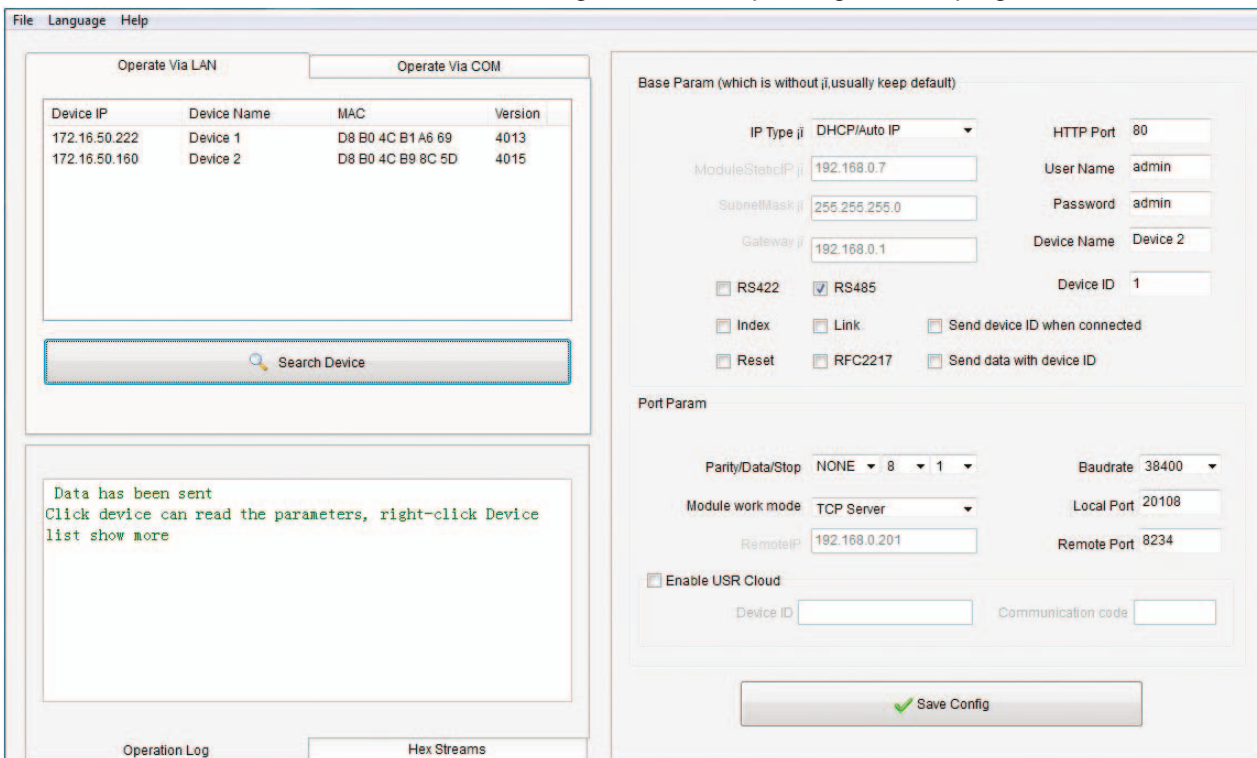 File Language Help
Operate Via LAN Operate Via COM
Device IP Device Name MAC Version
172.16.50.222 Device 1 D8 B0 4C B1 A6 69 4013
172.16.50.160 Device 2 D8 B0 4C B9 8C 5D 4015
Search Device
Data has been sent
Click device can read the parameters, right-click Device
list show more
Operation Log Hex Streams
Base Param (which is without jï,usually keep default)
IP Type jï DHCP/Auto IP HTTP Port 80
ModuleStaticIP jï 192.168.0.7 User Name admin
SubnetMask jï 255.255.255.0 Password admin
Gateway jï 192.168.0.1 Device Name Device 2
RS422 RS485 Device ID 1
Index Link Send device ID when connected
Reset RFC2217 Send data with device ID
Port Param
Parity/Data/Stop NONE 8 1 Baudrate 38400
Module work mode TCP Server Local Port 20108
RemoteIP 192.168.0.201 Remote Port 8234
Enable USR Cloud
Device ID Communication code
Save Config